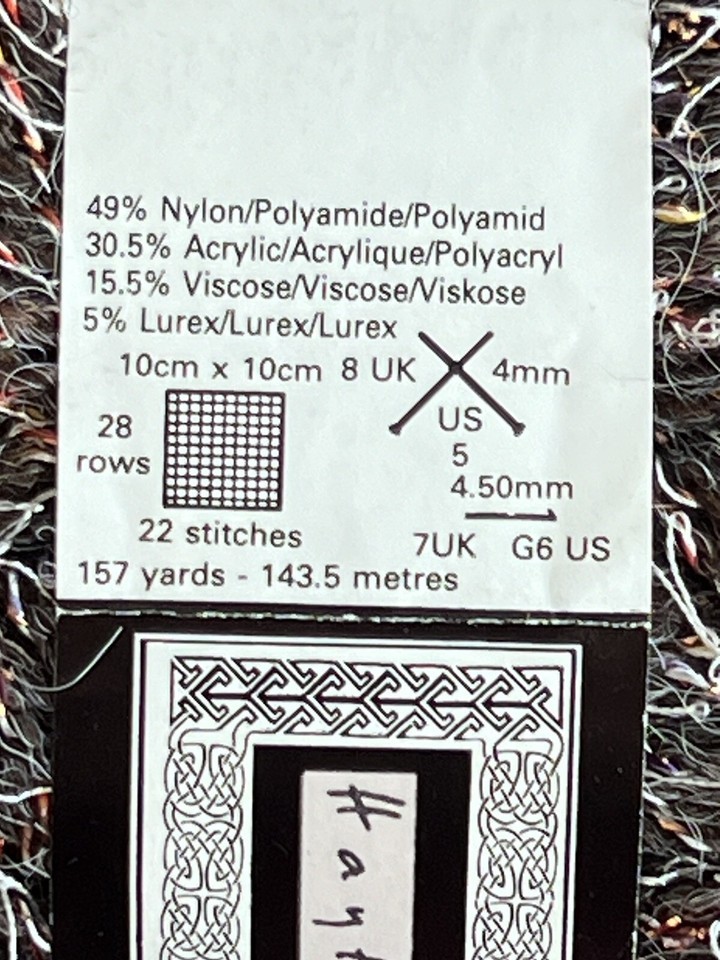 49% Nylon/Polyamide/Polyamid
30.5% Acrylic/Acrylique/Polyacryl
15.5% Viscose/Viscose/Viskose
5% Lurex/Lurex/Lurex
10cm x 10cm
28
rows
22 stitches
8 UK
4mm
US
5
4.50mm
7UK G6 US
157 yards - 143.5 metres